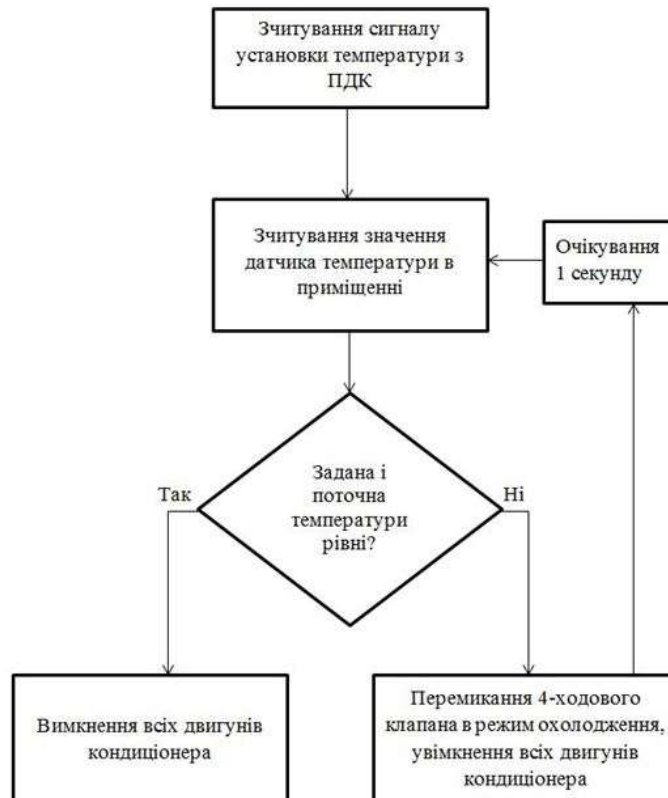 Зчитування сигналу
установки температури з
ПДК
Зчитування значення
датчика температури в
приміщенні
Очікування
1 секунду
Задана і
поточна
температури
рівні?
Так
Ні
Вимкнення всіх двигунів
кондиціонера
Перемикання 4-ходового
клапана в режим охолодження,
увімкнення всіх двигунів
кондиціонера